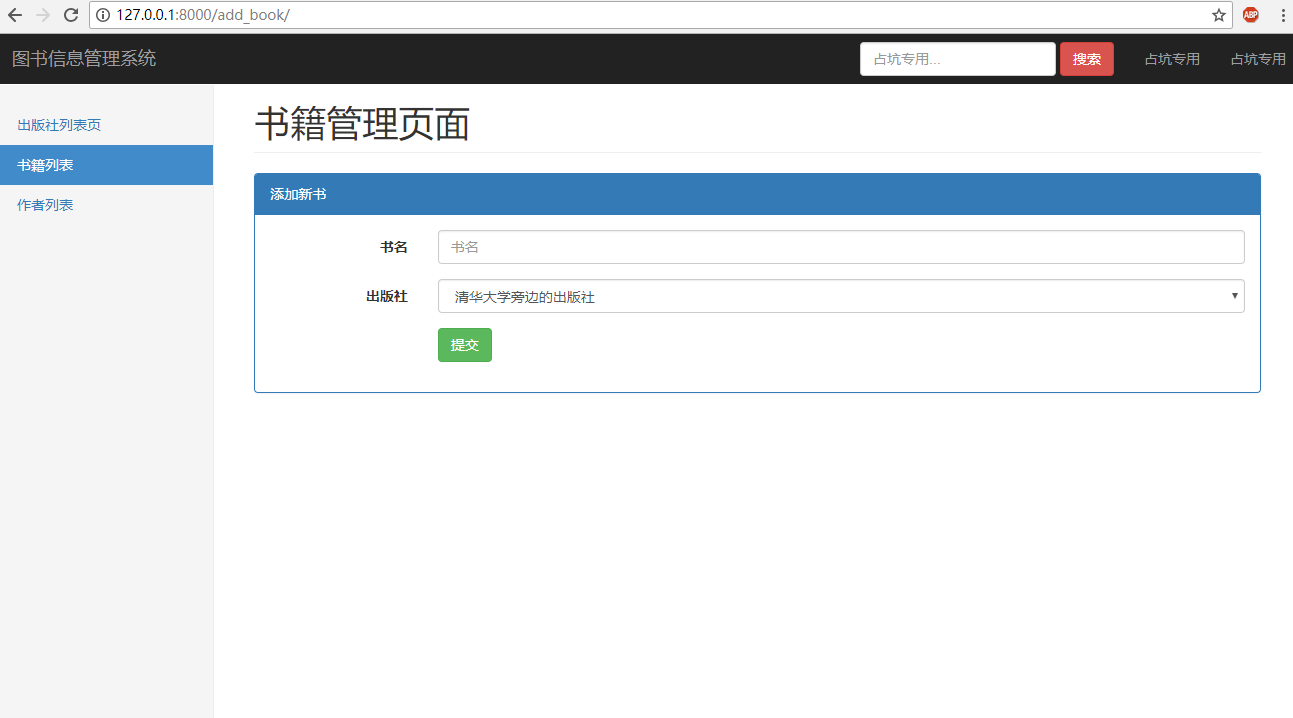 127.0.0.1:8000/add_book/
ABP
图书信息管理系统
占坑专用...
搜索
占坑专用
占坑专用
出版社列表页
书籍列表
作者列表
书籍管理页面
添加新书
书名
书名
出版社
清华大学旁边的出版社
提交